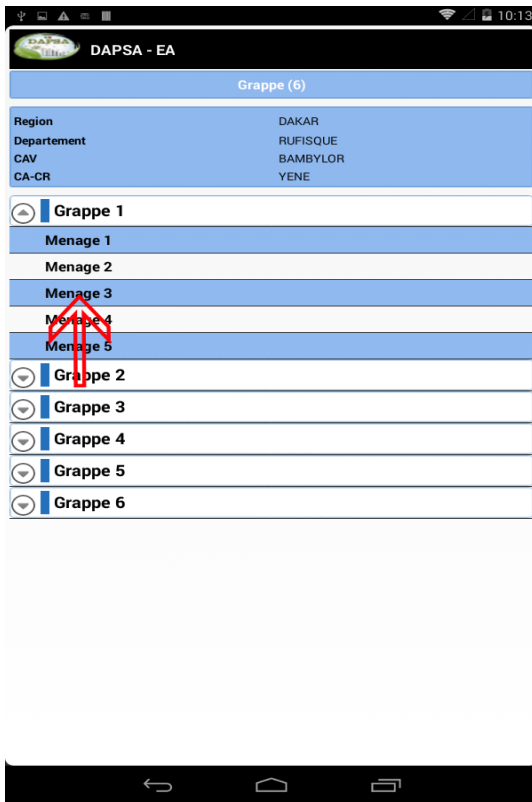 10:13
DAPSA
DAPSA - EA
Grappe (6)
Region DAKAR
Departement RUFISQUE
CAV BAMBYLOR
CA-CR YENE
Grappe 1
Menage 1
Menage 2
Menage 3
Menage 4
Menage 5
Grappe 2
Grappe 3
Grappe 4
Grappe 5
Grappe 6